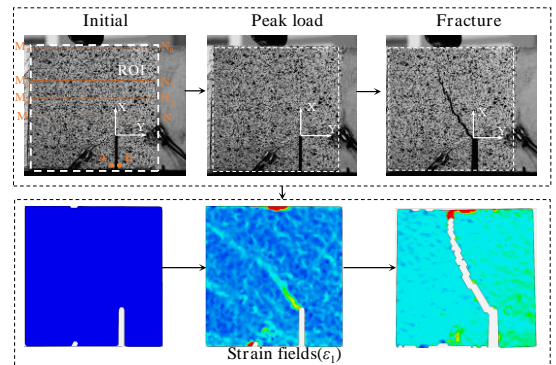 Initial
Peak load
Fracture
ROI
X
Y
X
Y
X
Y
Strain fields(ε₁)